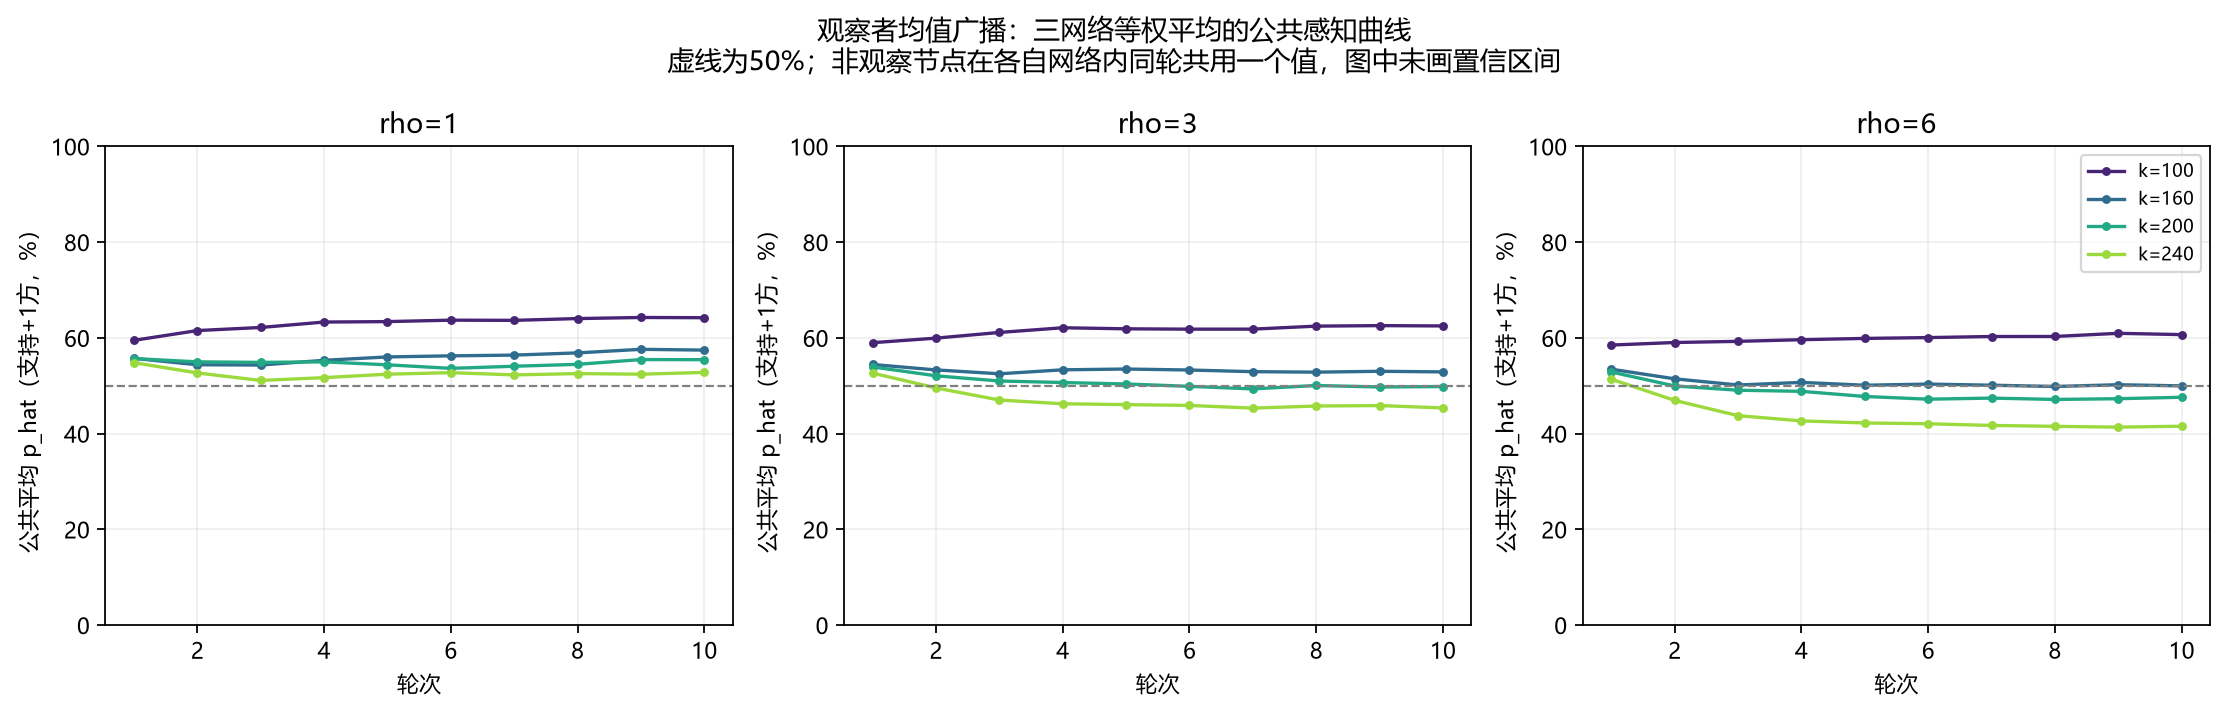 观察者均值广播：三网络等权平均的公共感知曲线
虚线为50%；非观察节点在各自网络内同轮共用一个值，图中未画置信区间
rho=1
100
80
60
40
20
0
2 4 6 8 10
轮次
公共平均 p_hat（支持+1方，%）
rho=3
100
80
60
40
20
0
2 4 6 8 10
轮次
公共平均 p_hat（支持+1方，%）
rho=6
100
80
60
40
20
0
2 4 6 8 10
轮次
公共平均 p_hat（支持+1方，%）
k=100
k=160
k=200
k=240